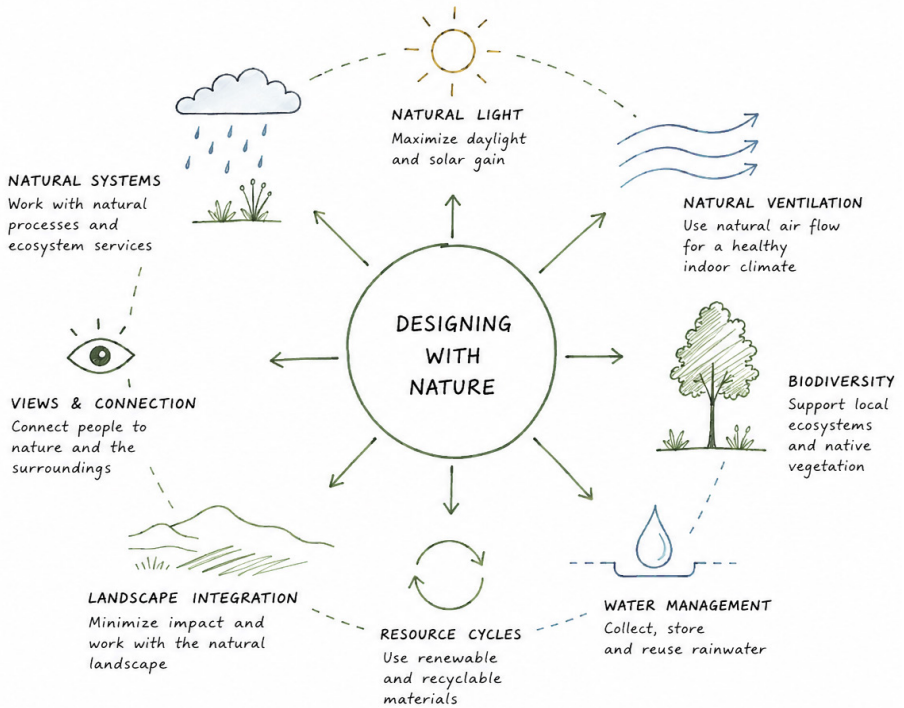 NATURAL LIGHT
Maximize daylight
and solar gain
NATURAL SYSTEMS
Work with natural
processes and
ecosystem services
NATURAL VENTILATION
Use natural air flow
for a healthy
indoor climate
DESIGNING
WITH
NATURE
BIODIVERSITY
Support local
ecosystems
and native
vegetation
VIEWS & CONNECTION
Connect people to
nature and the
surroundings
LANDSCAPE INTEGRATION
Minimize impact and
work with the natural
landscape
RESOURCE CYCLES
Use renewable
and recyclable
materials
WATER MANAGEMENT
Collect, store
and reuse rainwater